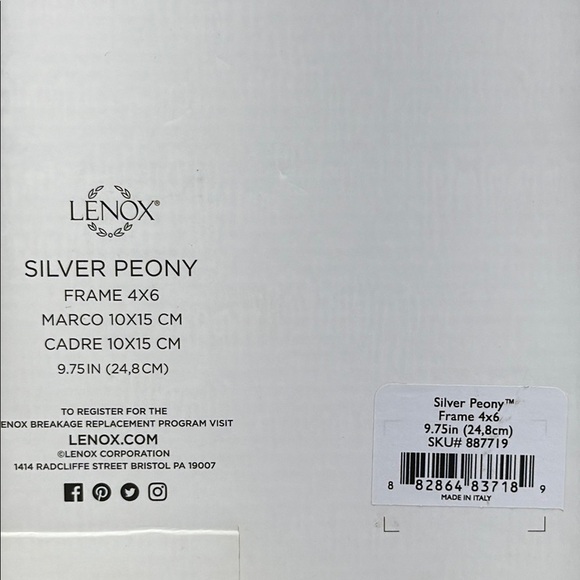 LENOX®
SILVER PEONY
FRAME 4X6
MARCO 10X15 CM
CADRE 10X15 CM
9.75IN (24,8CM)
TO REGISTER FOR THE
ENOX BREAKAGE REPLACEMENT PROGRAM VISIT
LENOX.COM
©LENOX CORPORATION
1414 RADCLIFFE STREET BRISTOL PA 19007
Silver Peony™
Frame 4x6
9.75in (24,8cm)
SKU# 887719
8 82864 83718 9
MADE IN ITALY